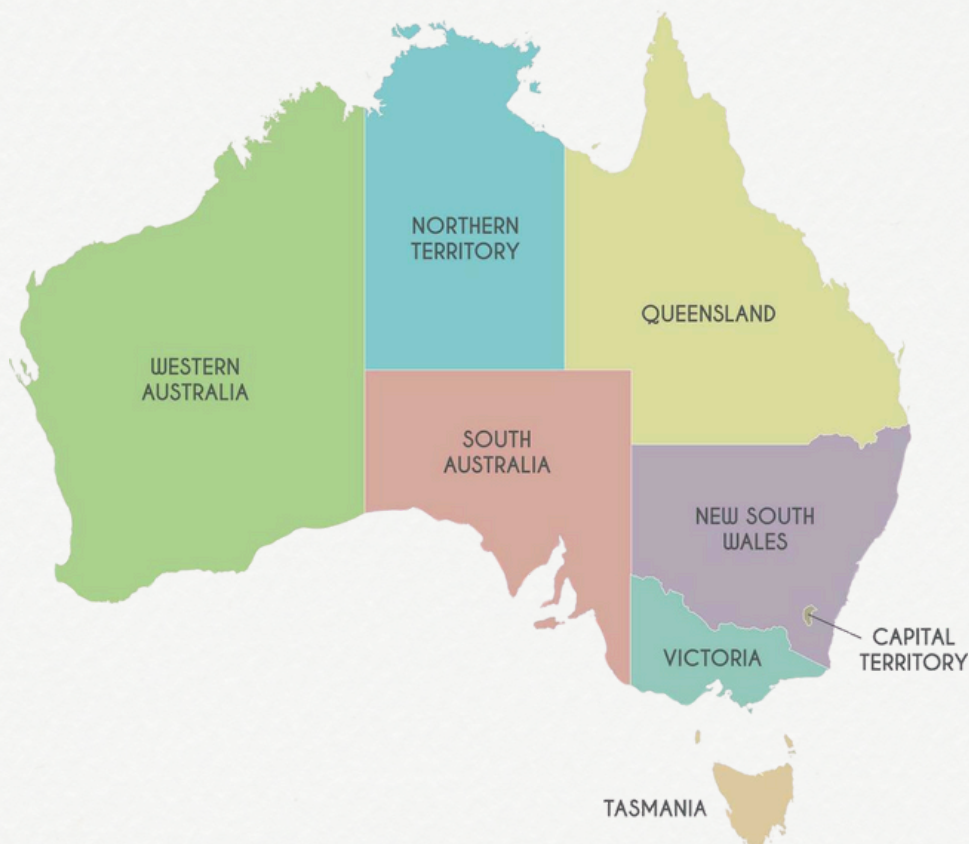 NORTHERN
TERRITORY
QUEENSLAND
WESTERN
AUSTRALIA
SOUTH
AUSTRALIA
NEW SOUTH
WALES
CAPITAL
TERRITORY
VICTORIA
TASMANIA